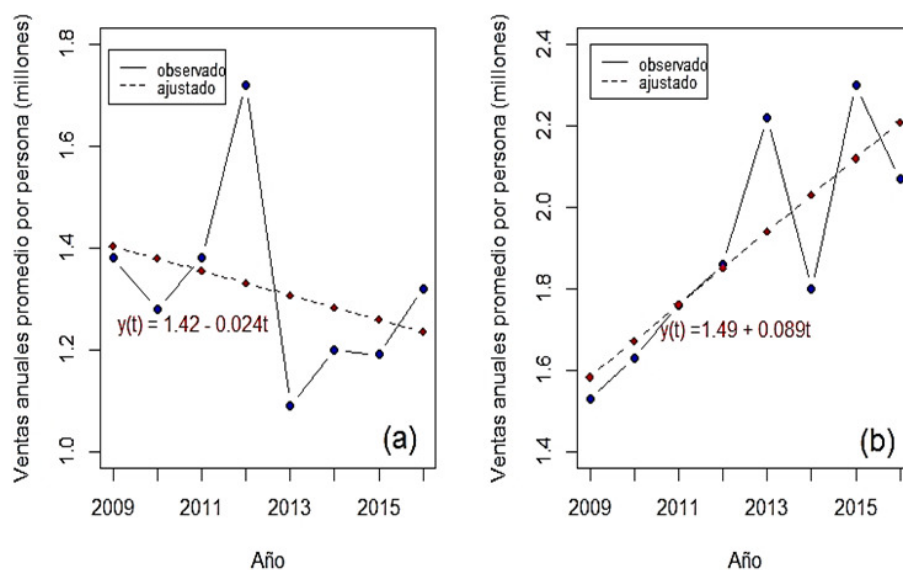 Ventas anuales promedio por persona (millones)
1.8
1.6
1.4
1.2
1.0
observado
ajustado
y(t) = 1.42 - 0.024t
(a)
2009
2011
2013
2015
Año
Ventas anuales promedio por persona (millones)
2.4
2.2
2.0
1.8
1.6
1.4
observado
ajustado
y(t) = 1.49 + 0.089t
(b)
2009
2011
2013
2015
Año